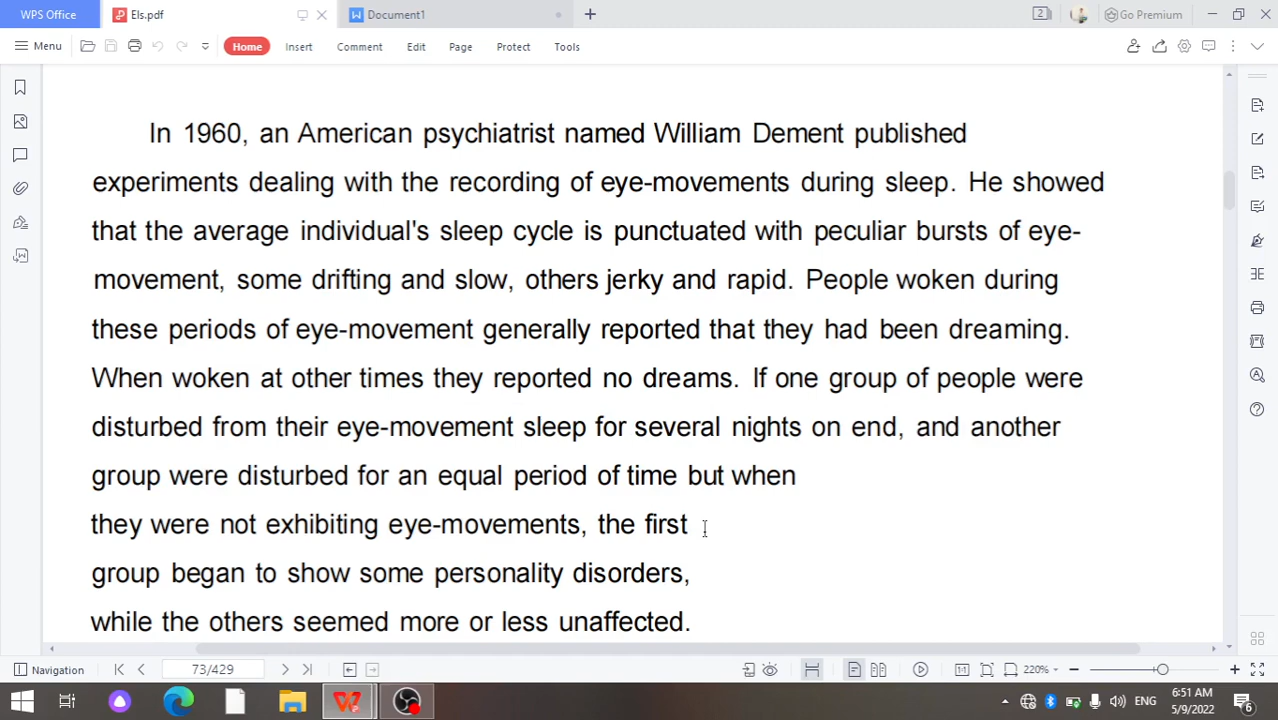 WPS Office
Els.pdf
Document1
2
Go Premium
Menu
Home
Insert
Comment
Edit
Page
Protect
Tools
In 1960, an American psychiatrist named William Dement published
experiments dealing with the recording of eye-movements during sleep. He showed
that the average individual's sleep cycle is punctuated with peculiar bursts of eye-
movement, some drifting and slow, others jerky and rapid. People woken during
these periods of eye-movement generally reported that they had been dreaming.
When woken at other times they reported no dreams. If one group of people were
disturbed from their eye-movement sleep for several nights on end, and another
group were disturbed for an equal period of time but when
they were not exhibiting eye-movements, the first
group began to show some personality disorders,
while the others seemed more or less unaffected.
Navigation
73/429
220%
ENG
6:51 AM
5/9/2022
6